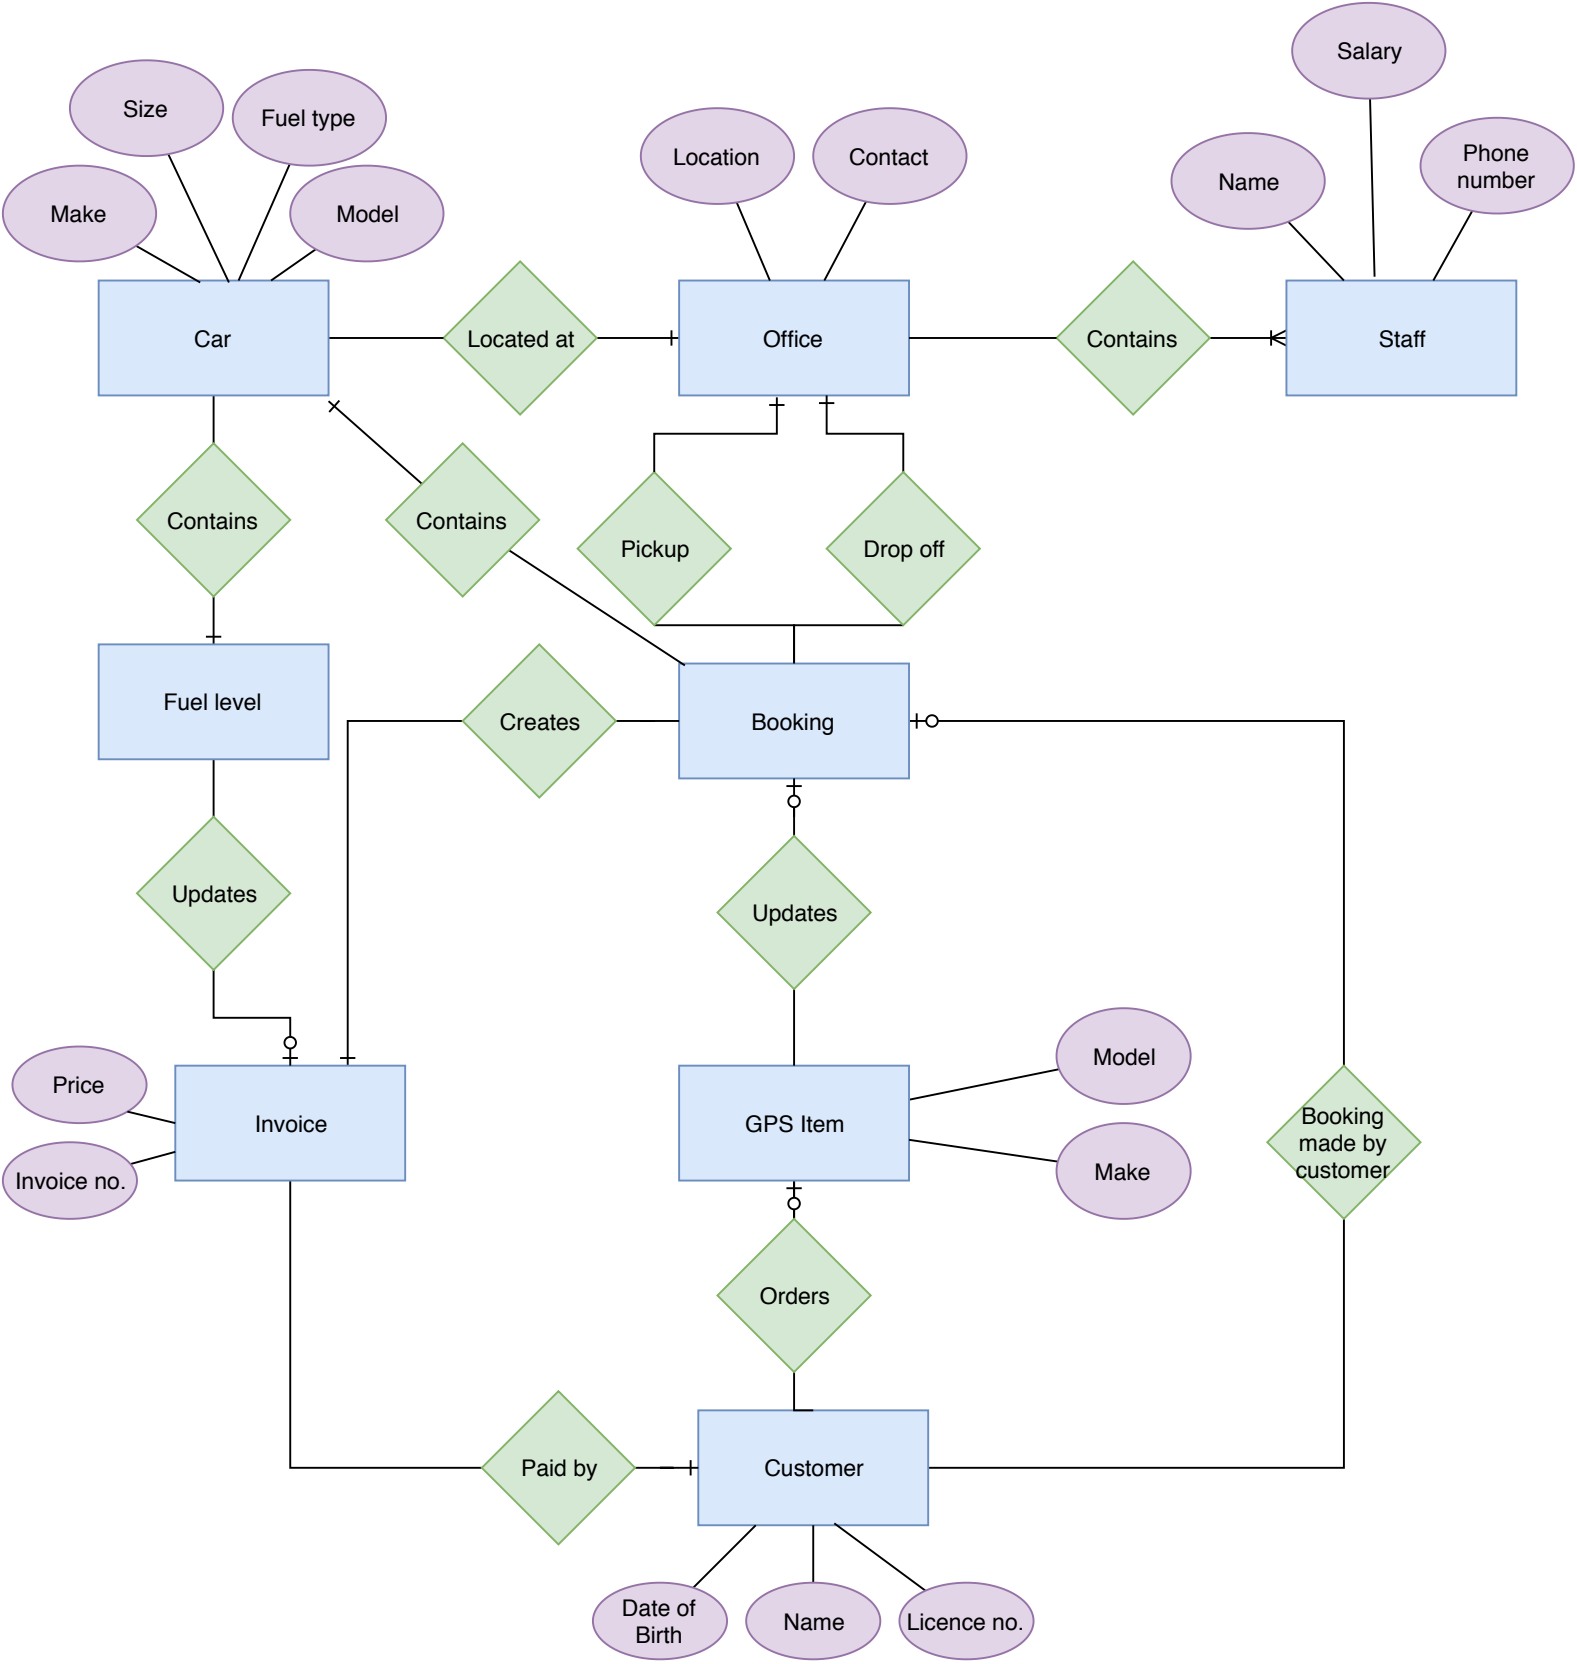 Salary
Size
Fuel type
Location
Contact
Phone
number
Name
Make
Model
Car
Located at
Office
Contains
Staff
Contains
Contains
Pickup
Drop off
Fuel level
Creates
Booking
Updates
Updates
Model
Price
Invoice
GPS Item
Booking
made by
customer
Make
Invoice no.
Orders
Paid by
Customer
Date of
Birth
Name
Licence no.